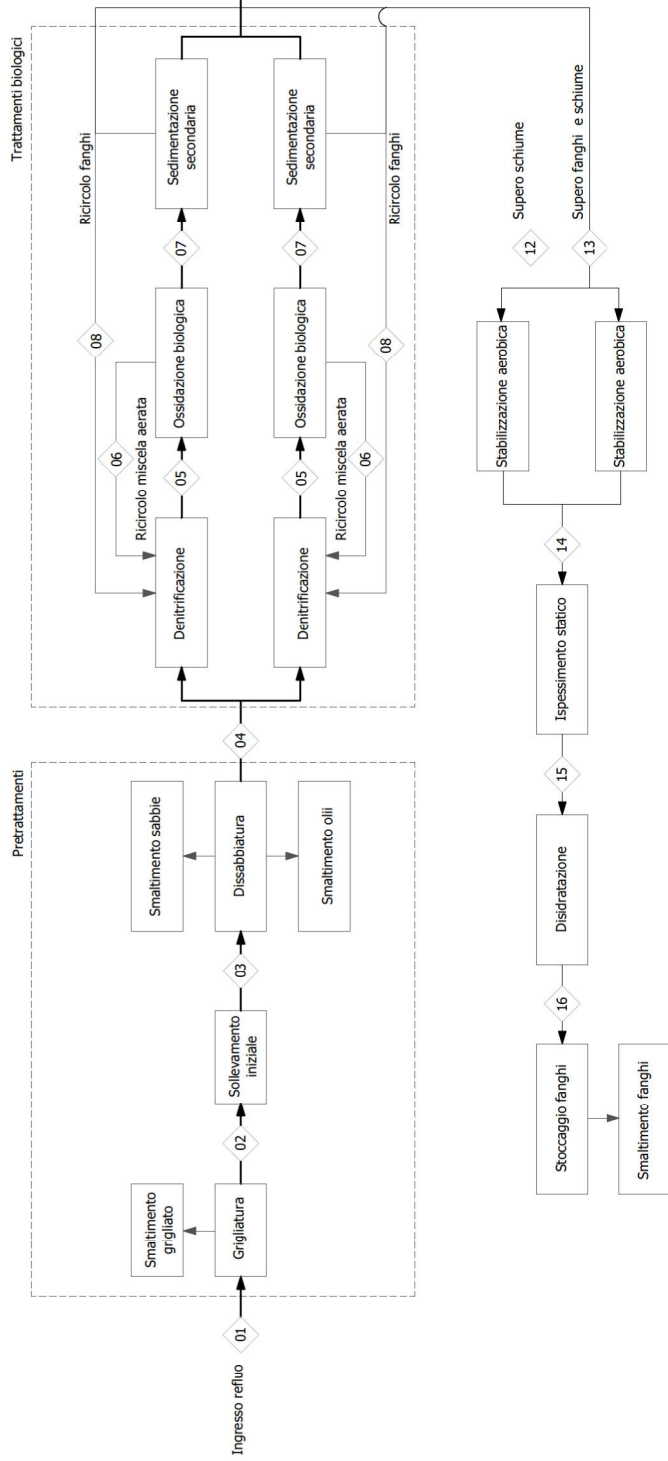 Pretrattamenti
Trattamenti biologici
Ingresso refluo
01
Grigliatura
Smaltimento
grigliato
02
Sollevamento
iniziale
03
Dissabbiatura
Smaltimento sabbie
Smaltimento olii
04
Ricircolo fanghi
08
06
Ricircolo miscela aerata
Denitrificazione
05
Ossidazione biologica
07
Sedimentazione
secondaria
Denitrificazione
05
Ossidazione biologica
07
Sedimentazione
secondaria
Ricircolo miscela aerata
06
08
Ricircolo fanghi
Supero schiume
12
Supero fanghi e schiume
13
Stabilizzazione aerobica
Stabilizzazione aerobica
14
Ispessimento statico
15
Disidratazione
16
Stoccaggio fanghi
Smaltimento fanghi